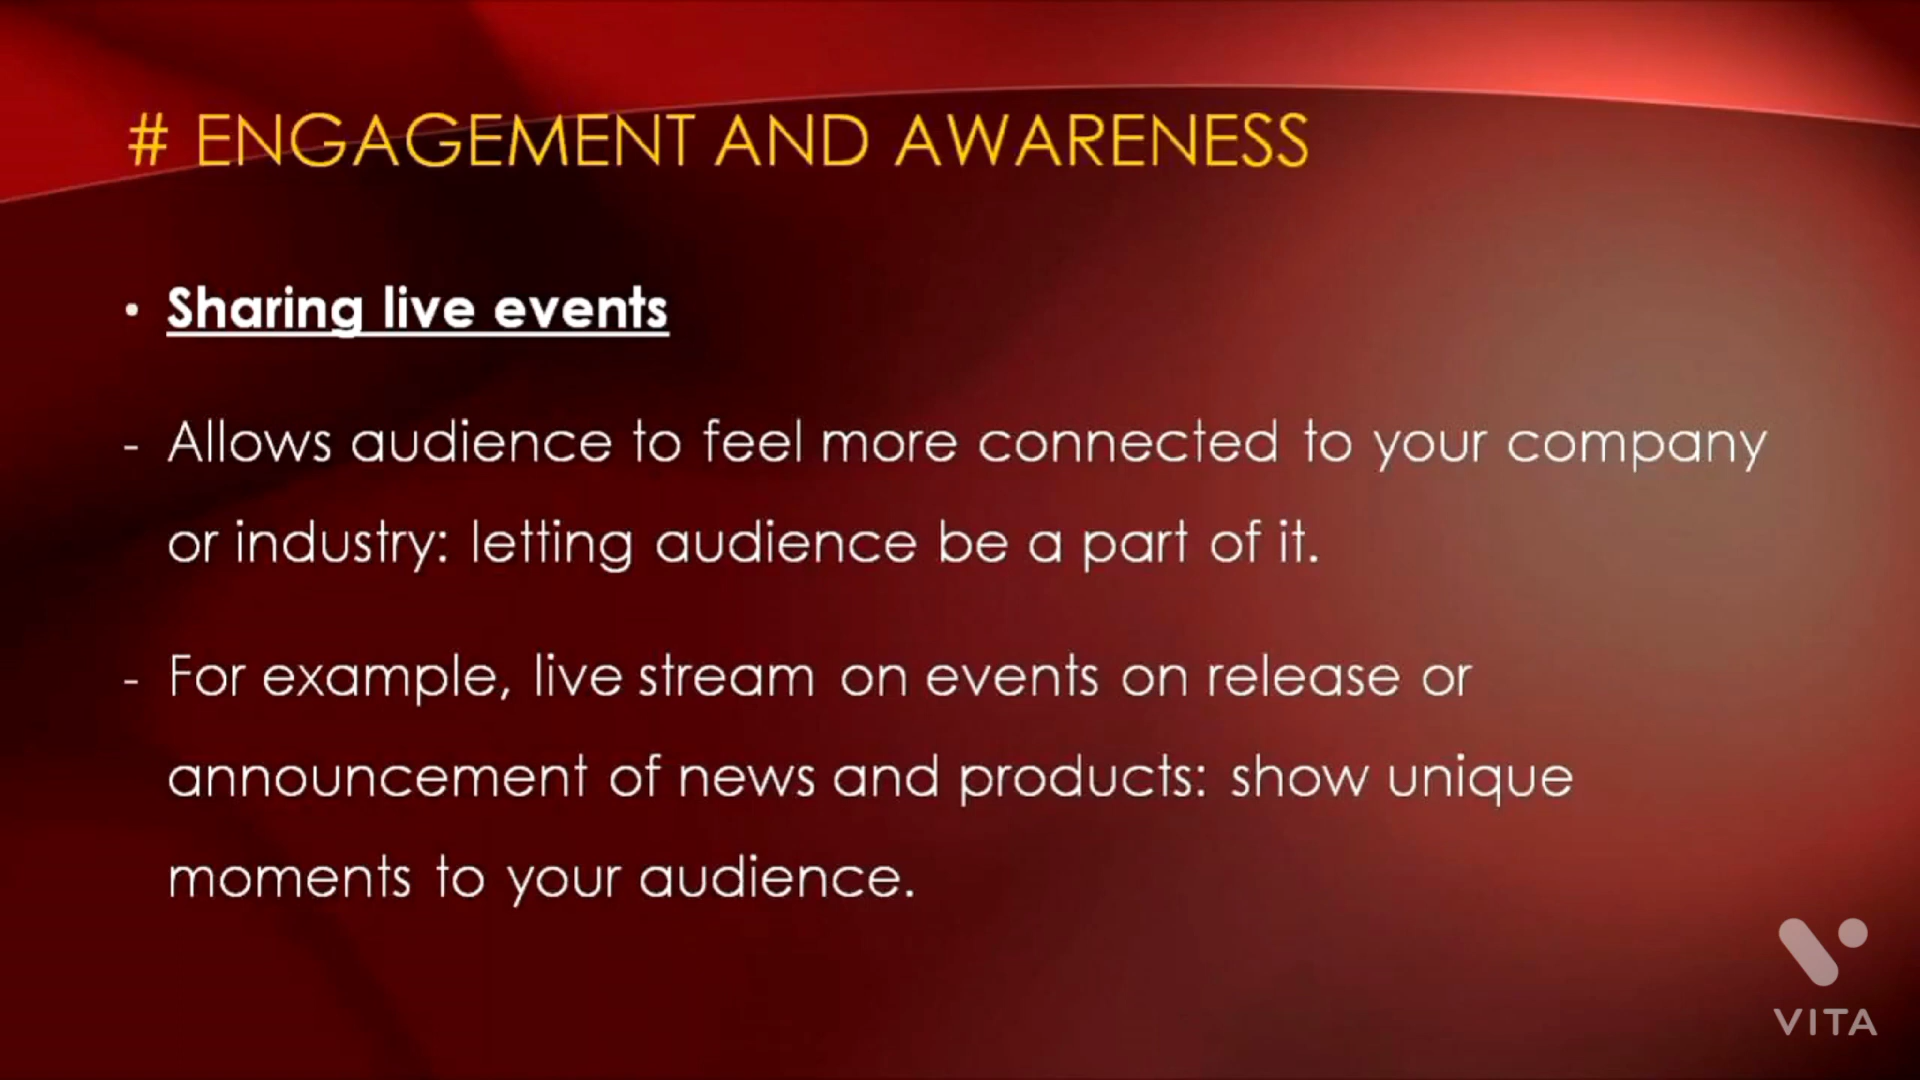 # ENGAGEMENT AND AWARENESS
• Sharing live events
- Allows audience to feel more connected to your company
or industry: letting audience be a part of it.
- For example, live stream on events on release or
announcement of news and products: show unique
moments to your audience.
VITA